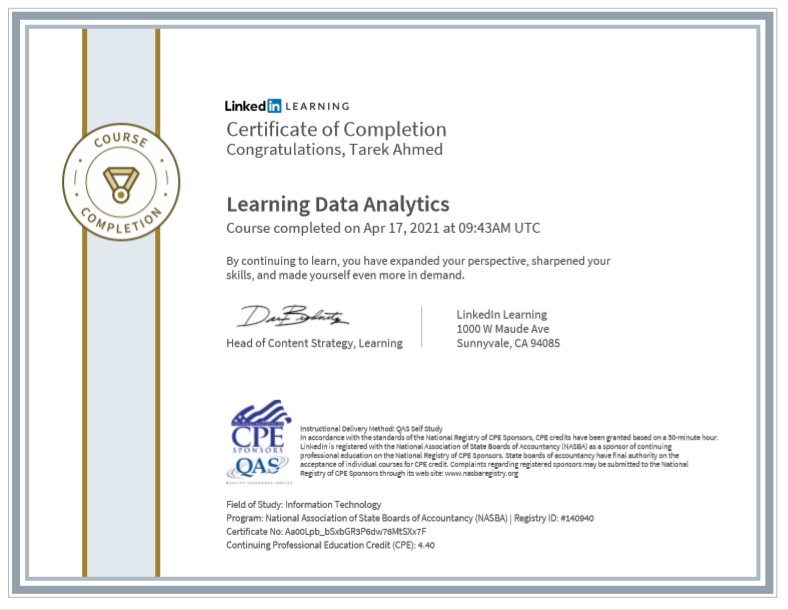 COURSE
COMPLETION
Linked in LEARNING
Certificate of Completion
Congratulations, Tarek Ahmed
Learning Data Analytics
Course completed on Apr 17, 2021 at 09:43AM UTC
By continuing to learn, you have expanded your perspective, sharpened your
skills, and made yourself even more in demand.
Head of Content Strategy, Learning
LinkedIn Learning
1000 W Maude Ave
Sunnyvale, CA 94085
CPE
SPONSORS
QAS
QUALITY ASSURANCE SERVICE
Instructional Delivery Method: QAS Self Study
In accordance with the standards of the National Registry of CPE Sponsors, CPE credits have been granted based on a 50-minute hour.
LinkedIn is registered with the National Association of State Boards of Accountancy (NASBA) as a sponsor of continuing
professional education on the National Registry of CPE Sponsors. State boards of accountancy have final authority on the
acceptance of individual courses for CPE credit. Complaints regarding registered sponsors may be submitted to the National
Registry of CPE Sponsors through its web site: www.nasbaregistry.org
Field of Study: Information Technology
Program: National Association of State Boards of Accountancy (NASBA) | Registry ID: #140940
Certificate No: Aa00Lpb_bSxbGR3P6dw76MtSXx7F
Continuing Professional Education Credit (CPE): 4.40